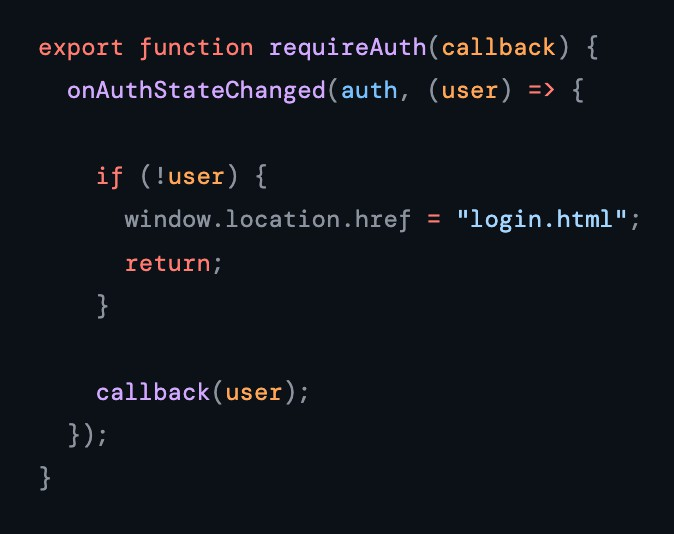 export function requireAuth(callback) {
  onAuthStateChanged(auth, (user) => {

    if (!user) {
      window.location.href = "login.html";
      return;
    }

    callback(user);
  });
}